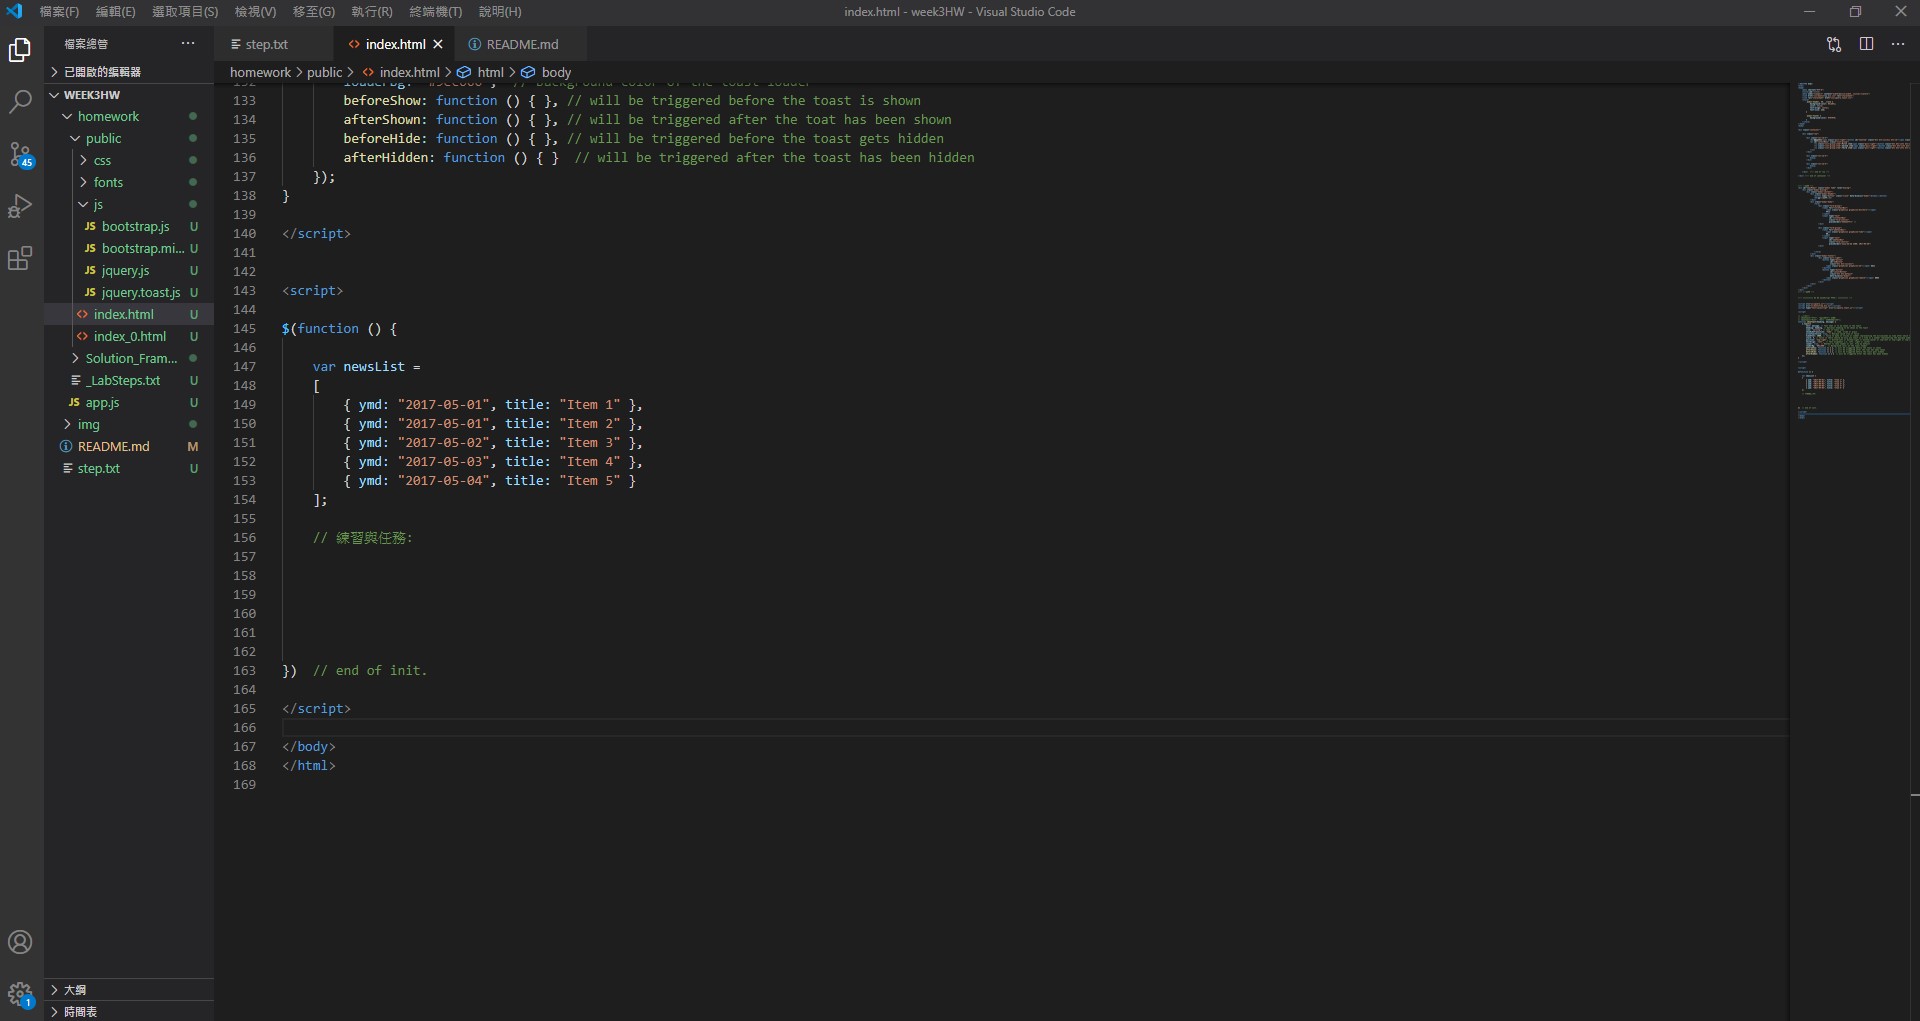 檔案(F) 編輯(E) 選取項目(S) 檢視(V) 移至(G) 執行(R) 終端機(T) 說明(H)
index.html - week3HW - Visual Studio Code
檔案總管 ···
已開啟的編輯器
WEEK3HW
homework
public
css
fonts
js
JS bootstrap.js U
JS bootstrap.mi... U
JS jquery.js U
JS jquery.toast.js U
<> index.html U
<> index_0.html U
Solution_Fram...
_LabSteps.txt U
JS app.js U
img
README.md M
step.txt U
大綱
時間表
45
1
step.txt
<> index.html
README.md
homework > public > <> index.html > html > body
133 beforeShow: function () { }, // will be triggered before the toast is shown
134 afterShown: function () { }, // will be triggered after the toat has been shown
135 beforeHide: function () { }, // will be triggered before the toast gets hidden
136 afterHidden: function () { }  // will be triggered after the toast has been hidden
137 });
138 }
139
140 </script>
141
142
143 <script>
144
145 $(function () {
146
147 var newsList =
148 [
149 { ymd: "2017-05-01", title: "Item 1" },
150 { ymd: "2017-05-01", title: "Item 2" },
151 { ymd: "2017-05-02", title: "Item 3" },
152 { ymd: "2017-05-03", title: "Item 4" },
153 { ymd: "2017-05-04", title: "Item 5" }
154 ];
155
156 // 練習與任務:
157
158
159
160
161
162
163 })  // end of init.
164
165 </script>
166
167 </body>
168 </html>
169